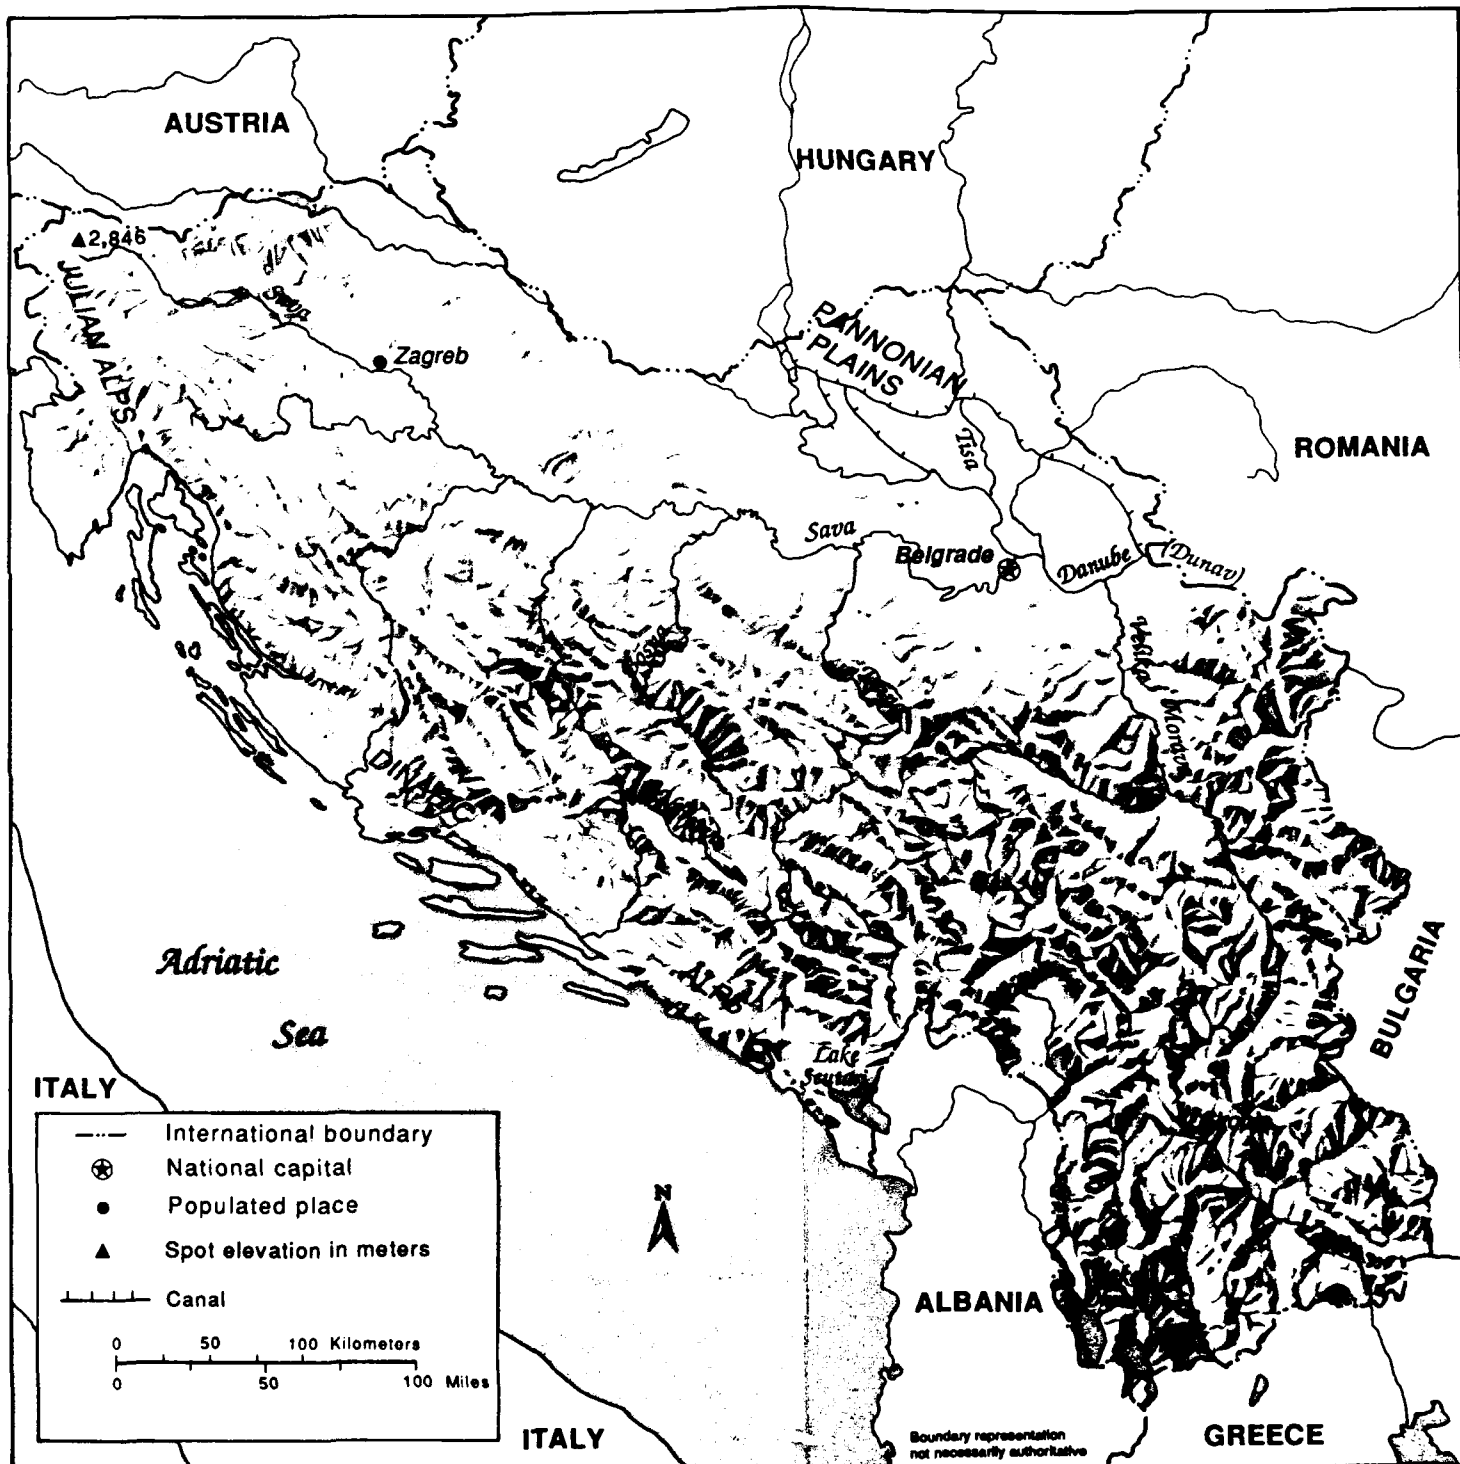 AUSTRIA
HUNGARY
2,846
JULIAN ALPS
Sava
Zagreb
PANNONIAN
PLAINS
Tisa
ROMANIA
Sava
Belgrade
Danube
(Dunav)
Velika
Morava
DINARIC
ALPS
Adriatic
Sea
Lake
Scutari
BULGARIA
ITALY
International boundary
National capital
Populated place
Spot elevation in meters
Canal
0 50 100 Kilometers
0 50 100 Miles
N
ALBANIA
ITALY
GREECE
Boundary representation
not necessarily authoritative